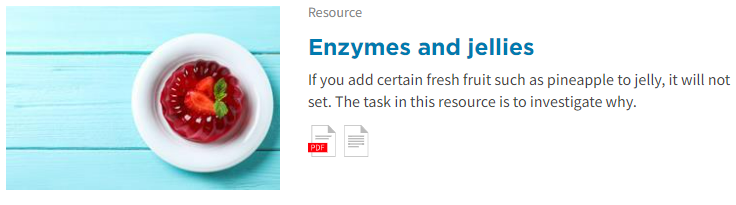 Resource
Enzymes and jellies
If you add certain fresh fruit such as pineapple to jelly, it will not
set. The task in this resource is to investigate why.
PDF